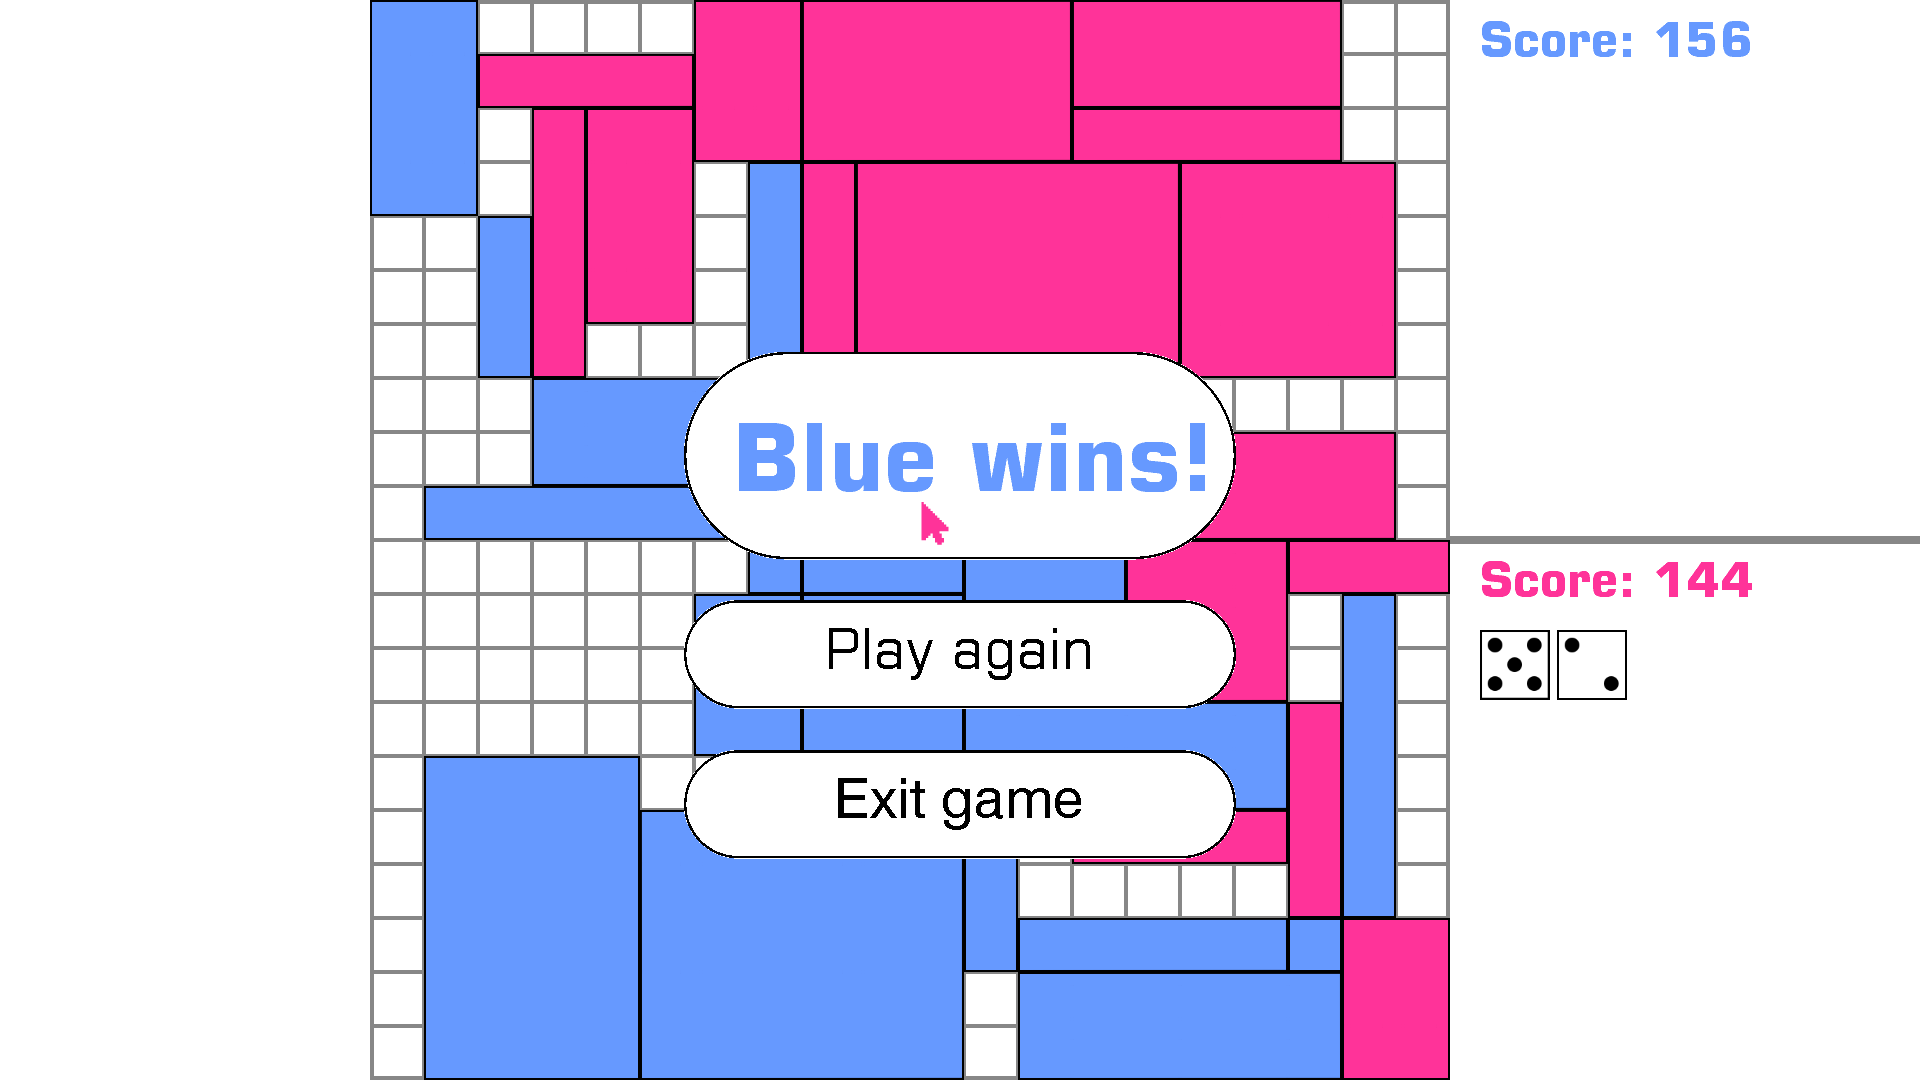 Score: 156
Blue wins!
Score: 144
Play again
Exit game